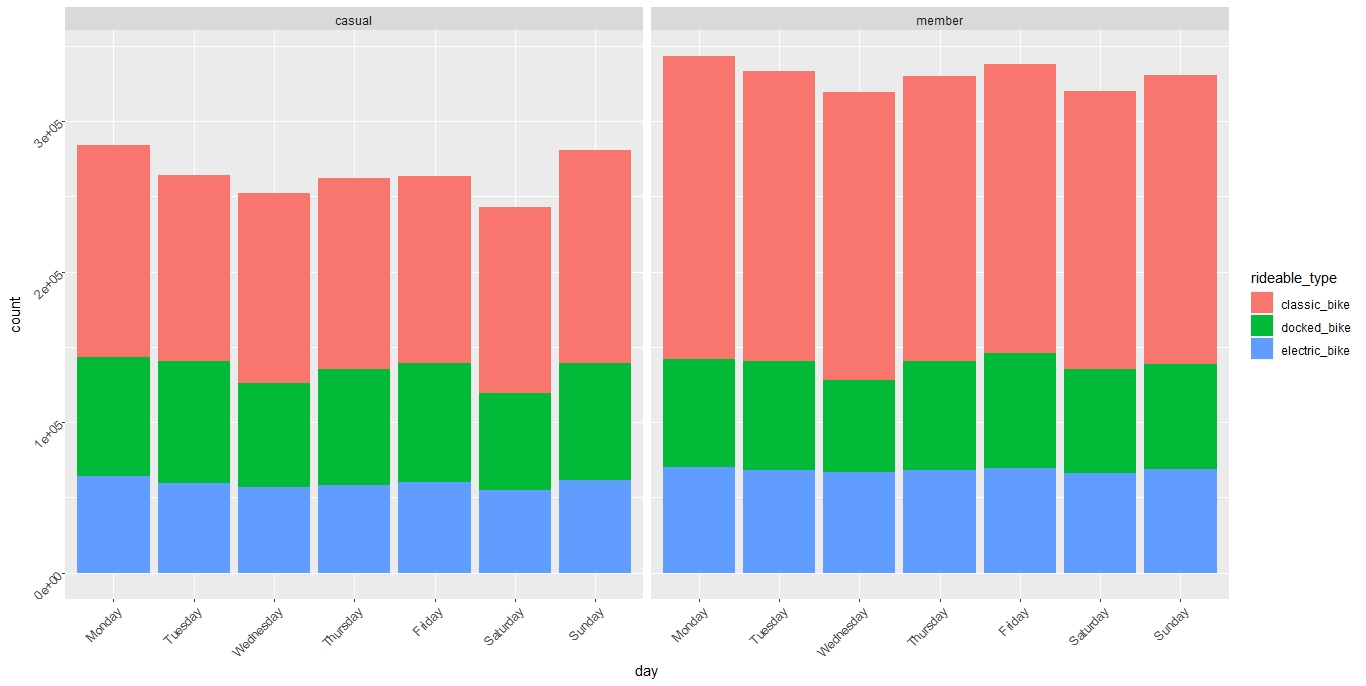 casual
member
3e+05
2e+05
1e+05
0e+00
count
Monday
Tuesday
Wednesday
Thursday
Friday
Saturday
Sunday
Monday
Tuesday
Wednesday
Thursday
Friday
Saturday
Sunday
day
rideable_type
classic_bike
docked_bike
electric_bike